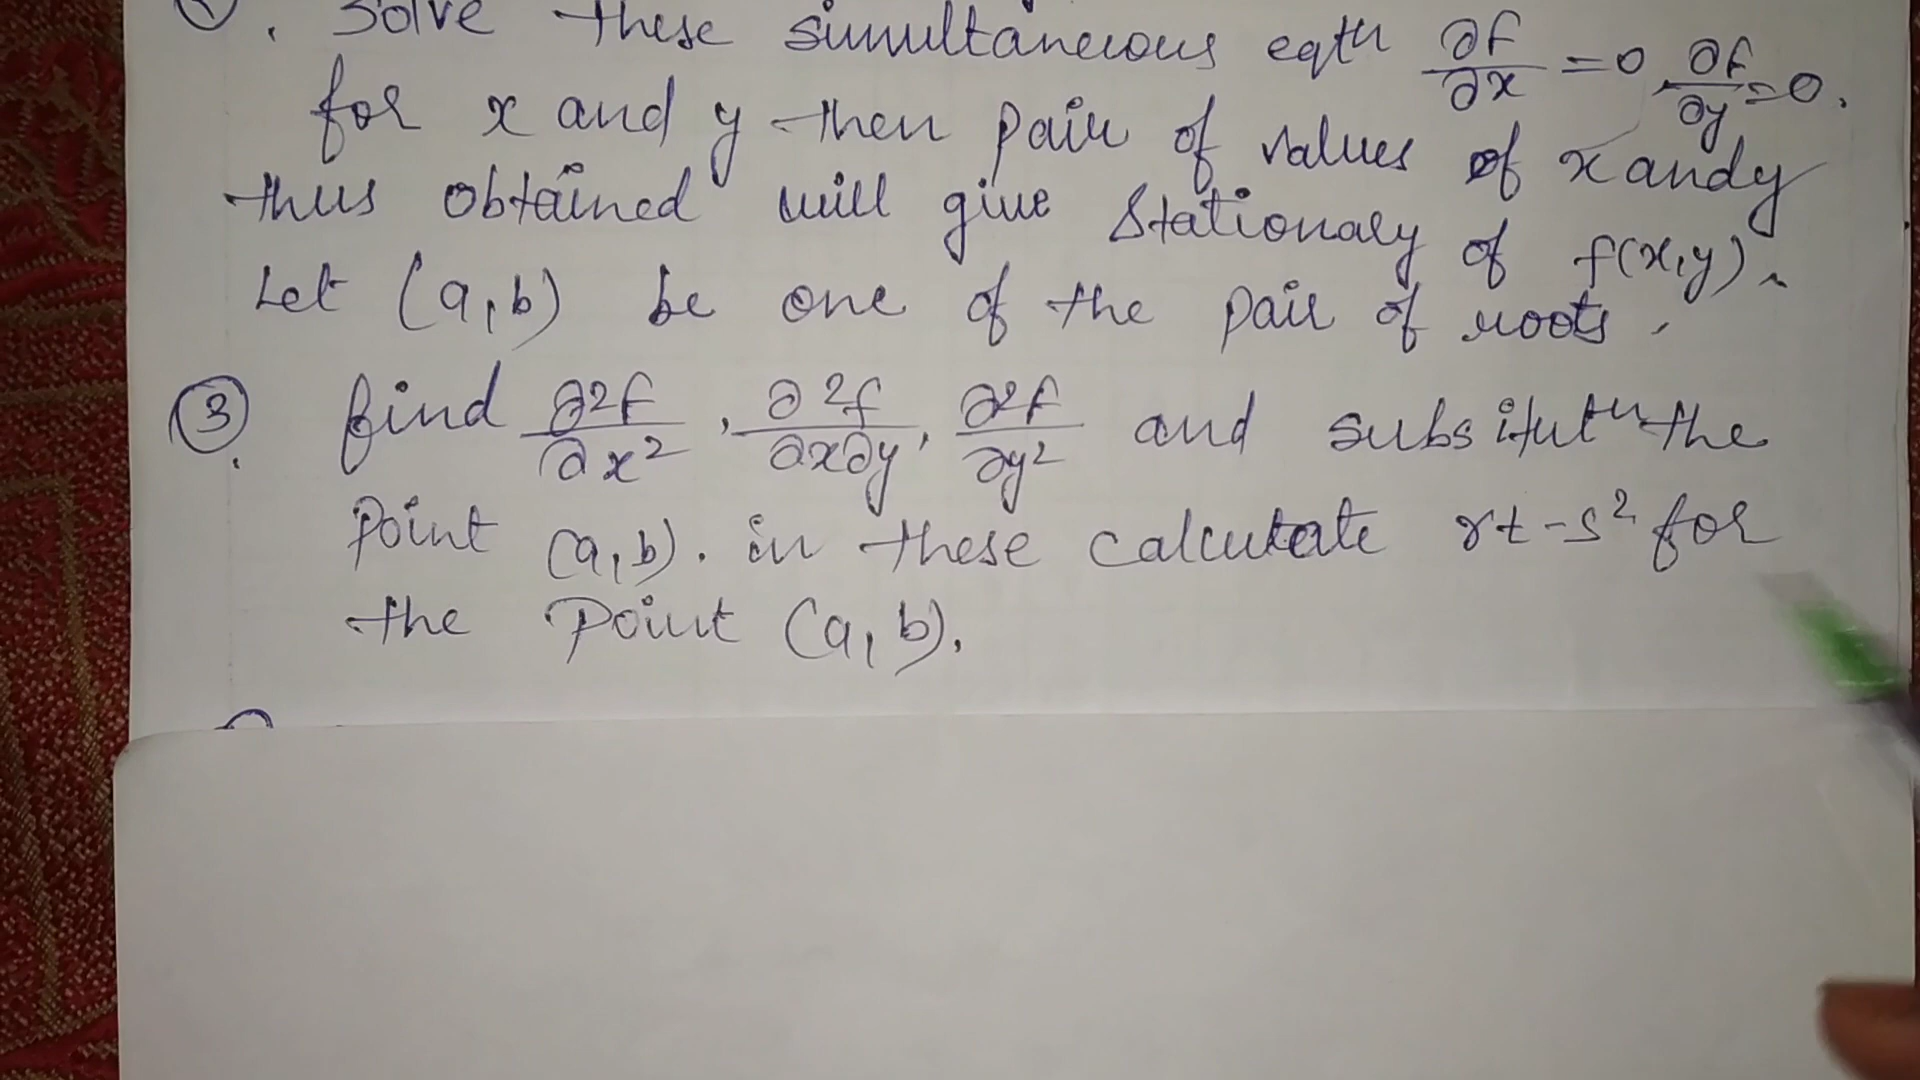 . Solve these simultaneous eqtn ∂f/∂x = 0, ∂f/∂y = 0.
for x and y then pair of values of x and y
thus obtained will give Stationary of f(x,y).
Let (a,b) be one of the pair of roots.
③. find ∂²f/∂x², ∂²f/∂x∂y, ∂²f/∂y² and the
Point (a,b). in these calculate rt-s² for
the Point (a,b).